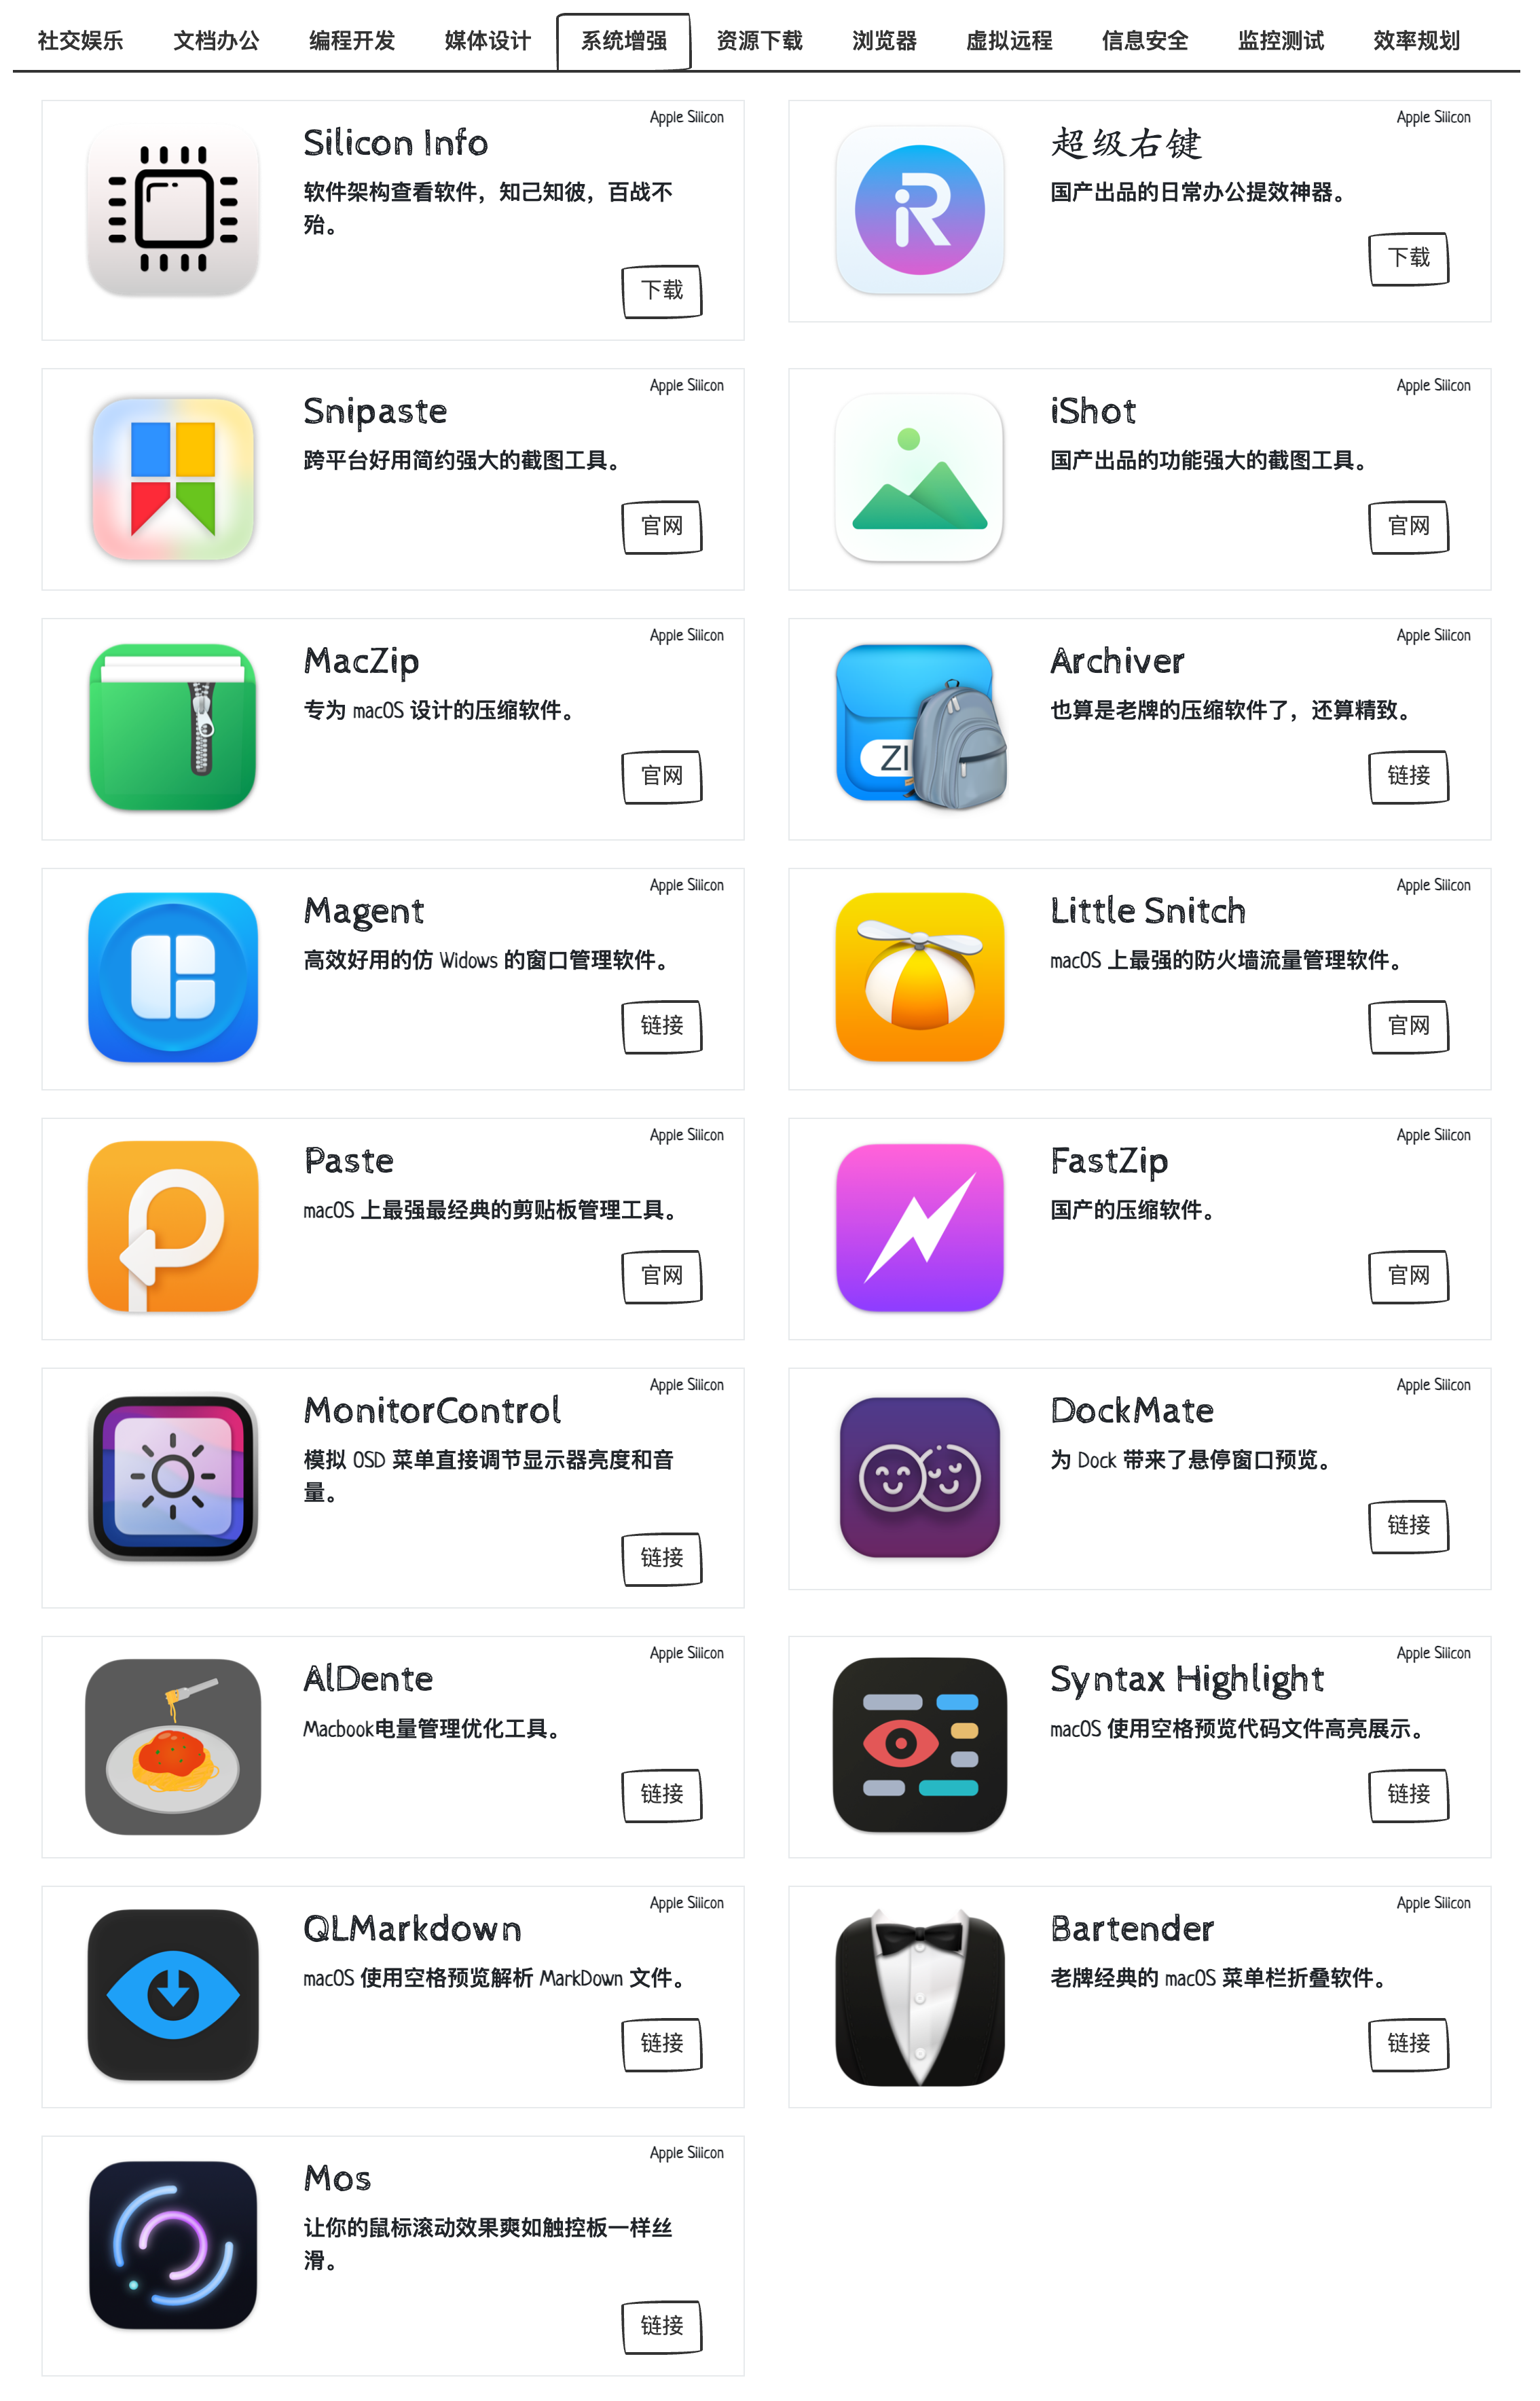 社交娱乐 文档办公 编程开发 媒体设计 系统增强 资源下载 浏览器 虚拟远程 信息安全 监控测试 效率规划
Apple Silicon
Silicon Info
软件架构查看软件，知己知彼，百战不
殆。
下载
Apple Silicon
超级右键
国产出品的日常办公提效神器。
下载
Apple Silicon
Snipaste
跨平台好用简约强大的截图工具。
官网
Apple Silicon
iShot
国产出品的功能强大的截图工具。
官网
Apple Silicon
MacZip
专为 macOS 设计的压缩软件。
官网
Apple Silicon
Archiver
也算是老牌的压缩软件了，还算精致。
ZI
链接
Apple Silicon
Magent
高效好用的仿 Widows 的窗口管理软件。
链接
Apple Silicon
Little Snitch
macOS 上最强的防火墙流量管理软件。
官网
Apple Silicon
Paste
macOS 上最强最经典的剪贴板管理工具。
官网
Apple Silicon
FastZip
国产的压缩软件。
官网
Apple Silicon
MonitorControl
模拟 OSD 菜单直接调节显示器亮度和音
量。
链接
Apple Silicon
DockMate
为 Dock 带来了悬停窗口预览。
链接
Apple Silicon
AlDente
Macbook电量管理优化工具。
链接
Apple Silicon
Syntax Highlight
macOS 使用空格预览代码文件高亮展示。
链接
Apple Silicon
QLMarkdown
macOS 使用空格预览解析 MarkDown 文件。
链接
Apple Silicon
Bartender
老牌经典的 macOS 菜单栏折叠软件。
链接
Apple Silicon
Mos
让你的鼠标滚动效果爽如触控板一样丝
滑。
链接